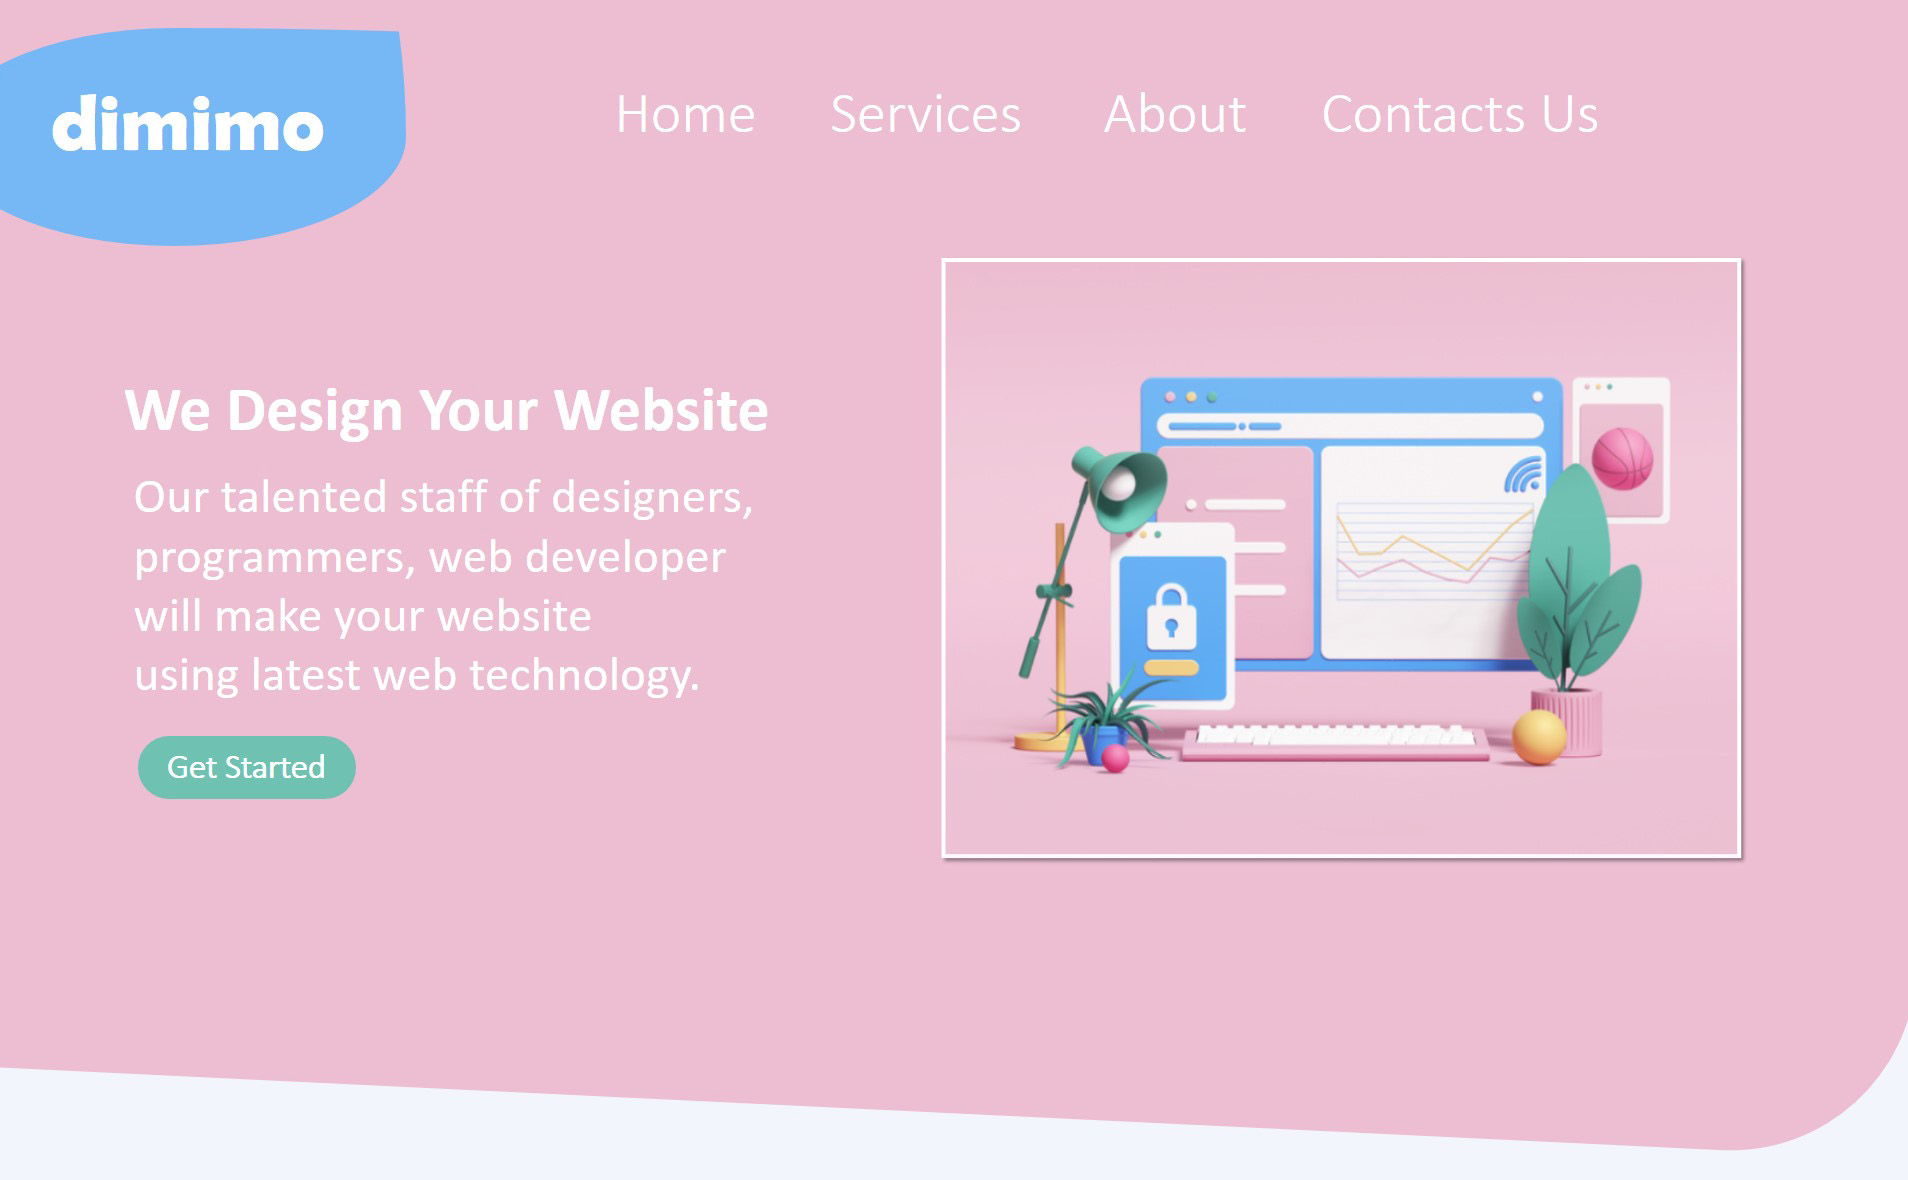 dimimo
Home Services About Contacts Us
We Design Your Website
Our talented staff of designers,
programmers, web developer
will make your website
using latest web technology.
Get Started